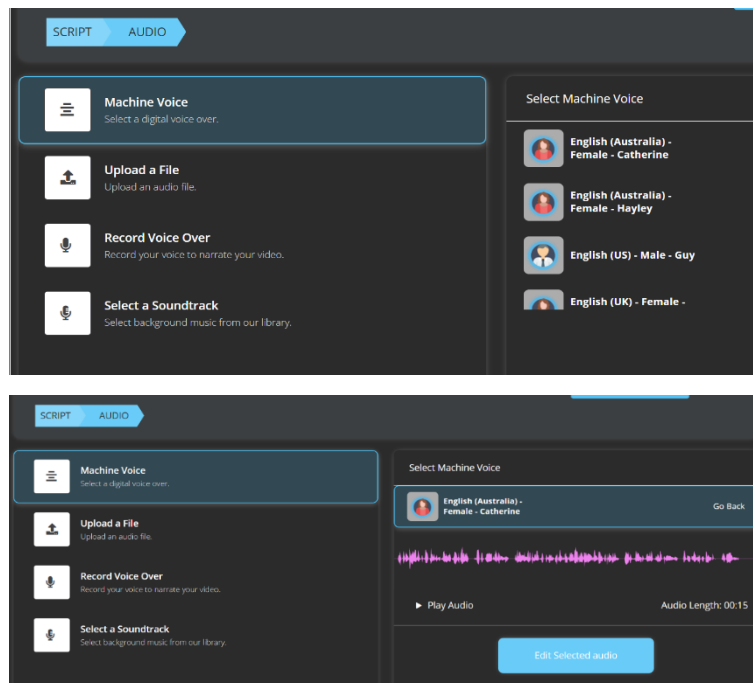 SCRIPT AUDIO
Machine Voice
Select a digital voice over.
Upload a File
Upload an audio file.
Record Voice Over
Record your voice to narrate your video.
Select a Soundtrack
Select background music from our library.
Select Machine Voice
English (Australia) -
Female - Catherine
English (Australia) -
Female - Hayley
English (US) - Male - Guy
English (UK) - Female -
SCRIPT AUDIO
Machine Voice
Select a digital voice over.
Upload a File
Upload an audio file.
Record Voice Over
Record your voice to narrate your video.
Select a Soundtrack
Select background music from our library.
Select Machine Voice
English (Australia) -
Female - Catherine
Go Back
Play Audio
Audio Length: 00:15
Edit Selected audio